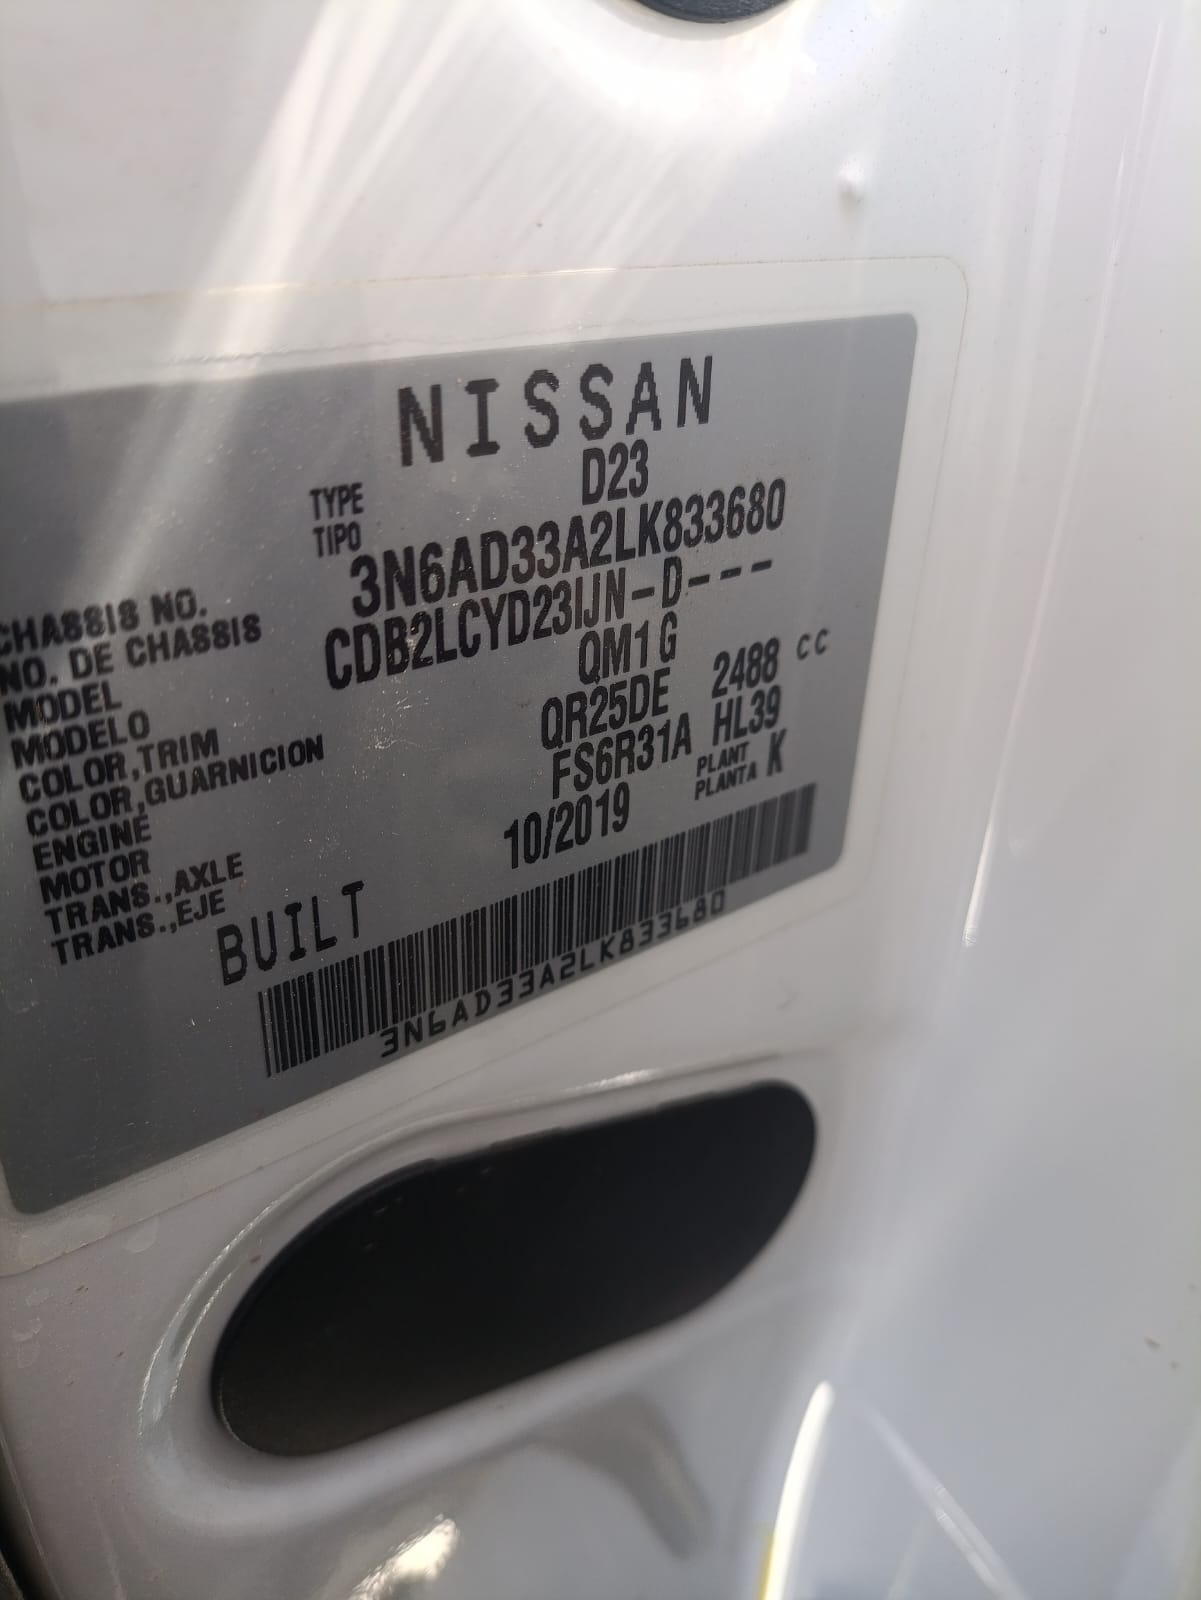 NISSAN
TYPE
TIPO D23
CHASSIS NO.
NO. DE CHASSIS 3N6AD33A2LK833680
MODEL
MODELO CDB2LCYD23IJN-D---
COLOR,TRIM
COLOR,GUARNICION QM1 G
ENGINE
MOTOR QR25DE 2488 CC
TRANS.,AXLE
TRANS.,EJE FS6R31A HL39
BUILT 10/2019
PLANT
PLANTA K
3N6AD33A2LK833680